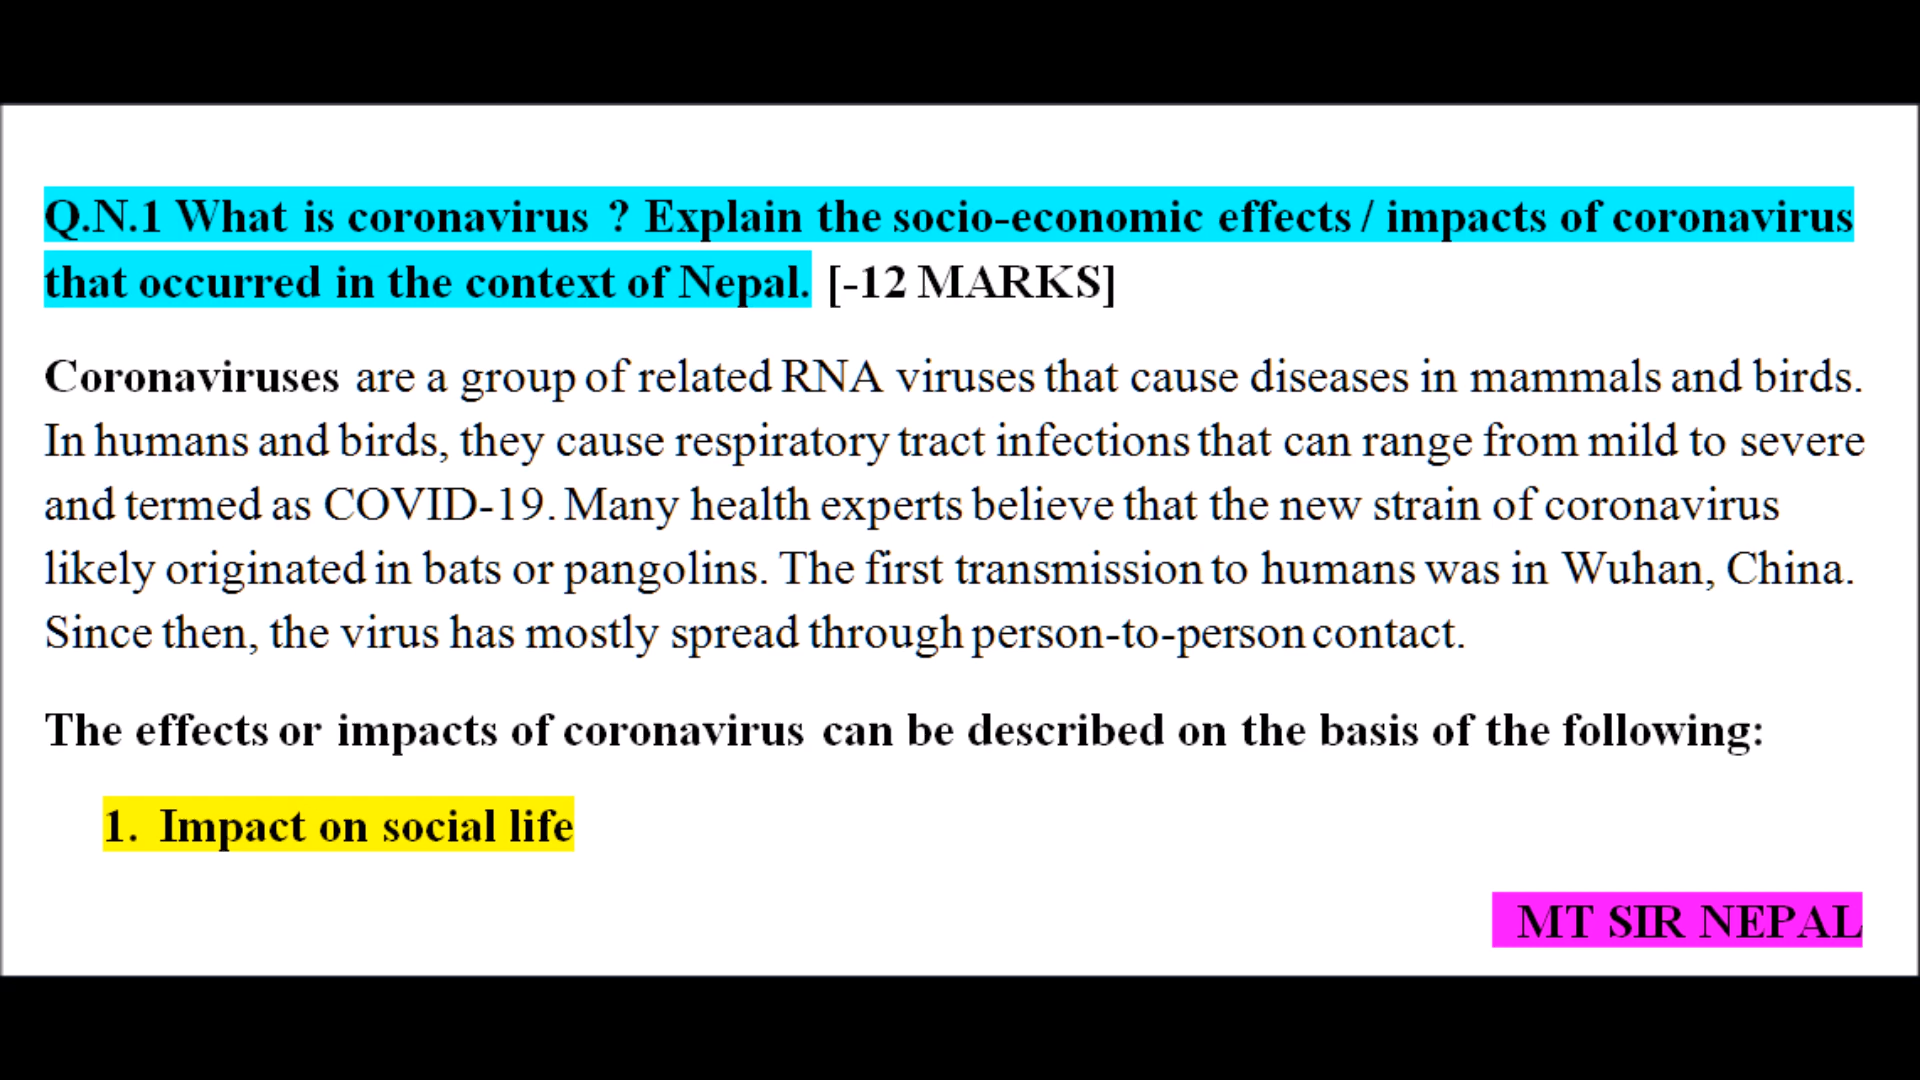 Q.N.1 What is coronavirus ? Explain the socio-economic effects / impacts of coronavirus
that occurred in the context of Nepal. [-12 MARKS]
Coronaviruses are a group of related RNA viruses that cause diseases in mammals and birds.
In humans and birds, they cause respiratory tract infections that can range from mild to severe
and termed as COVID-19. Many health experts believe that the new strain of coronavirus
likely originated in bats or pangolins. The first transmission to humans was in Wuhan, China.
Since then, the virus has mostly spread through person-to-person contact.
The effects or impacts of coronavirus can be described on the basis of the following:
1. Impact on social life
MT SIR NEPAL